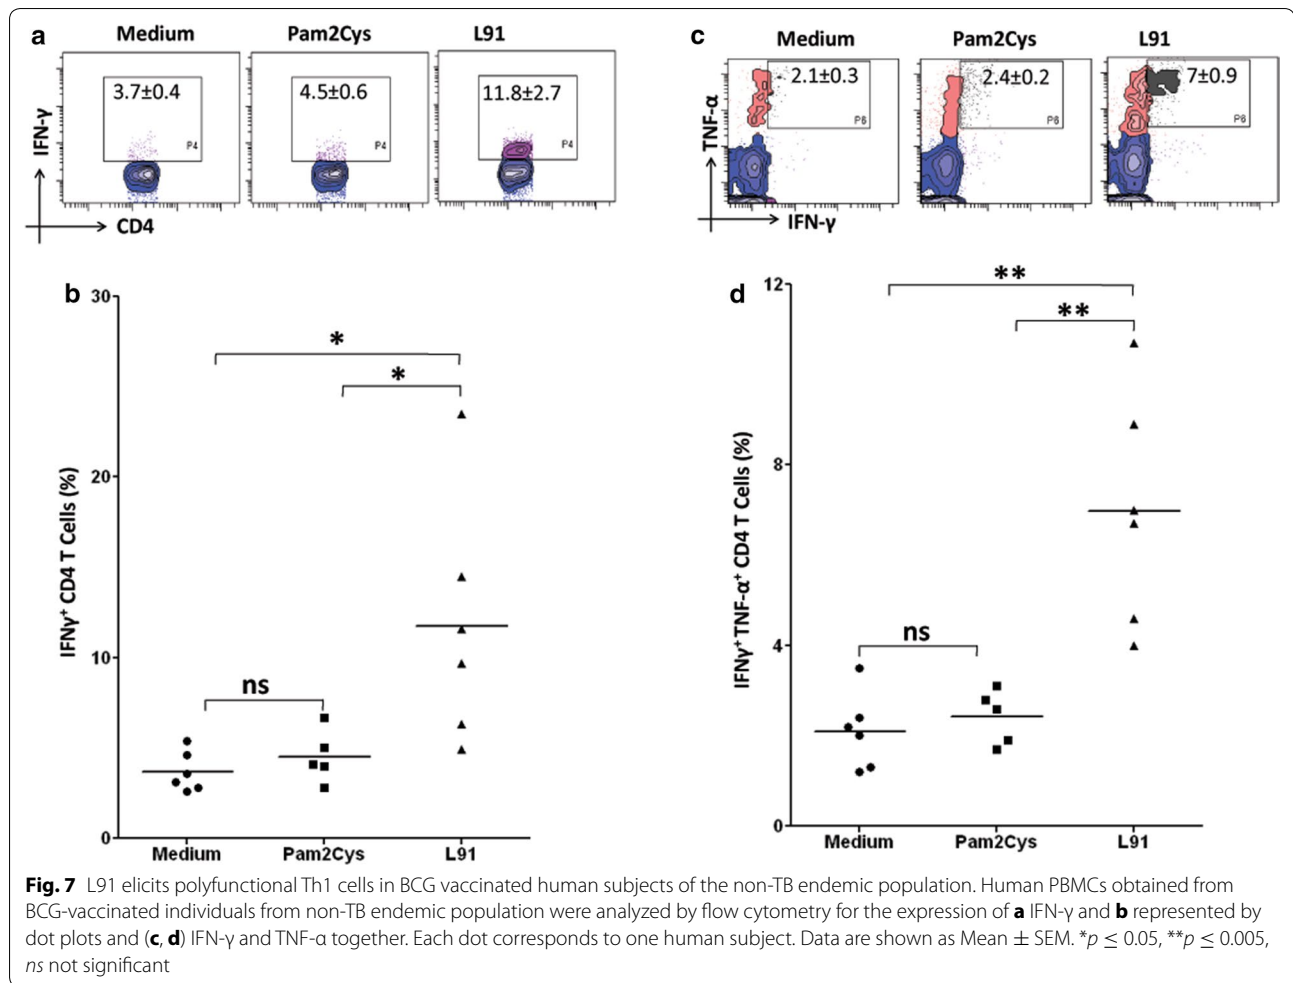 a
Medium
Pam2Cys
L91
3.7±0.4
4.5±0.6
11.8±2.7
P4
P4
P4
IFN-γ
CD4
c
Medium
Pam2Cys
L91
2.1±0.3
2.4±0.2
7±0.9
P6
P6
P6
TNF-α
IFN-γ
b
30
20
10
0
IFNγ⁺ CD4 T Cells (%)
*
*
ns
Medium
Pam2Cys
L91
d
12
8
4
0
IFNγ⁺TNF-α⁺ CD4 T Cells (%)
**
**
ns
Medium
Pam2Cys
L91
Fig. 7 L91 elicits polyfunctional Th1 cells in BCG vaccinated human subjects of the non-TB endemic population. Human PBMCs obtained from
BCG-vaccinated individuals from non-TB endemic population were analyzed by flow cytometry for the expression of a IFN-γ and b represented by
dot plots and (c, d) IFN-γ and TNF-α together. Each dot corresponds to one human subject. Data are shown as Mean ± SEM. *p ≤ 0.05, **p ≤ 0.005,
ns not significant